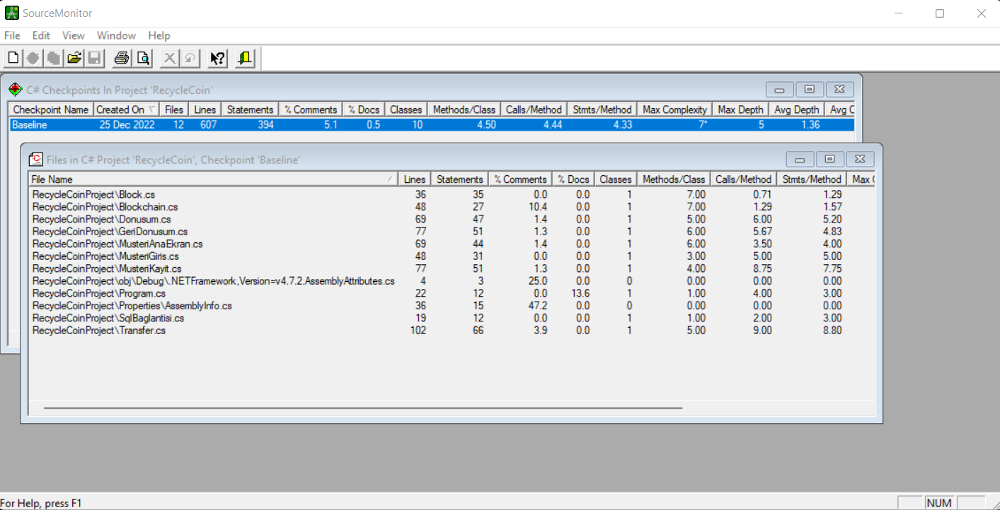 SourceMonitor
File Edit View Window Help
C# Checkpoints In Project 'RecycleCoin'
Checkpoint Name Created On Files Lines Statements % Comments % Docs Classes Methods/Class Calls/Method Stmts/Method Max Complexity Max Depth Avg Depth Avg C
Baseline 25 Dec 2022 12 607 394 5.1 0.5 10 4.50 4.44 4.33 7* 5 1.36
Files in C# Project 'RecycleCoin', Checkpoint 'Baseline'
File Name Lines Statements % Comments % Docs Classes Methods/Class Calls/Method Stmts/Method Max
RecycleCoinProject\Block.cs 36 35 0.0 0.0 1 7.00 0.71 1.29
RecycleCoinProject\Blockchain.cs 48 27 10.4 0.0 1 7.00 1.29 1.57
RecycleCoinProject\Donusum.cs 69 47 1.4 0.0 1 5.00 6.00 5.20
RecycleCoinProject\GeriDonusum.cs 77 51 1.3 0.0 1 6.00 5.67 4.83
RecycleCoinProject\MusteriAnaEkran.cs 69 44 1.4 0.0 1 6.00 3.50 4.00
RecycleCoinProject\MusteriGiris.cs 48 31 0.0 0.0 1 3.00 5.00 5.00
RecycleCoinProject\MusteriKayit.cs 77 51 1.3 0.0 1 4.00 8.75 7.75
RecycleCoinProject\obj\Debug\.NETFramework,Version=v4.7.2.AssemblyAttributes.cs 4 3 25.0 0.0 0 0.00 0.00 0.00
RecycleCoinProject\Program.cs 22 12 0.0 13.6 1 1.00 4.00 3.00
RecycleCoinProject\Properties\AssemblyInfo.cs 36 15 47.2 0.0 0 0.00 0.00 0.00
RecycleCoinProject\SqlBaglantisi.cs 19 12 0.0 0.0 1 1.00 2.00 3.00
RecycleCoinProject\Transfer.cs 102 66 3.9 0.0 1 5.00 9.00 8.80
For Help, press F1
NUM